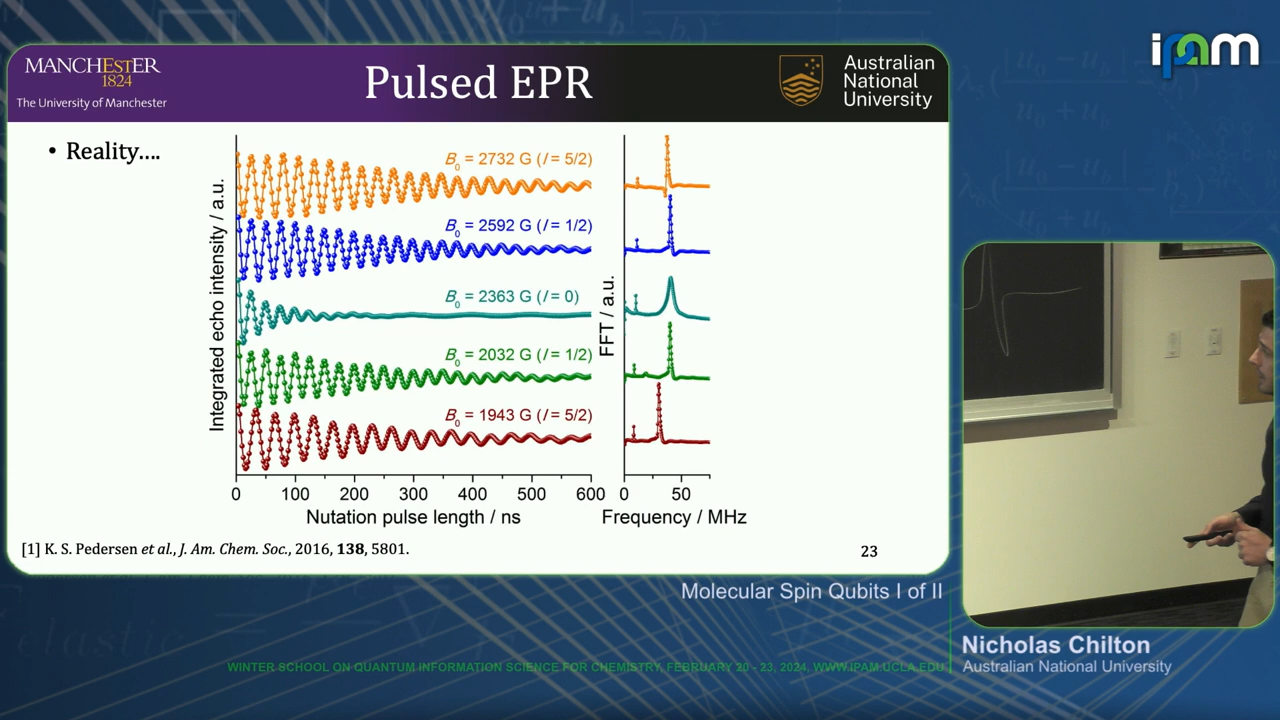 ipam
MANCHESTER
1824
The University of Manchester
Pulsed EPR
Australian
National
University
• Reality....
Integrated echo intensity / a.u.
B0 = 2732 G (I = 5/2)
B0 = 2592 G (I = 1/2)
B0 = 2363 G (I = 0)
B0 = 2032 G (I = 1/2)
B0 = 1943 G (I = 5/2)
0 100 200 300 400 500 600
Nutation pulse length / ns
FFT / a.u.
0 50
Frequency / MHz
[1] K. S. Pedersen et al., J. Am. Chem. Soc., 2016, 138, 5801.
23
Molecular Spin Qubits I of II
Nicholas Chilton
Australian National University
WINTER SCHOOL ON QUANTUM INFORMATION SCIENCE FOR CHEMISTRY, FEBRUARY 20 - 23, 2024, WWW.IPAM.UCLA.EDU
elastic